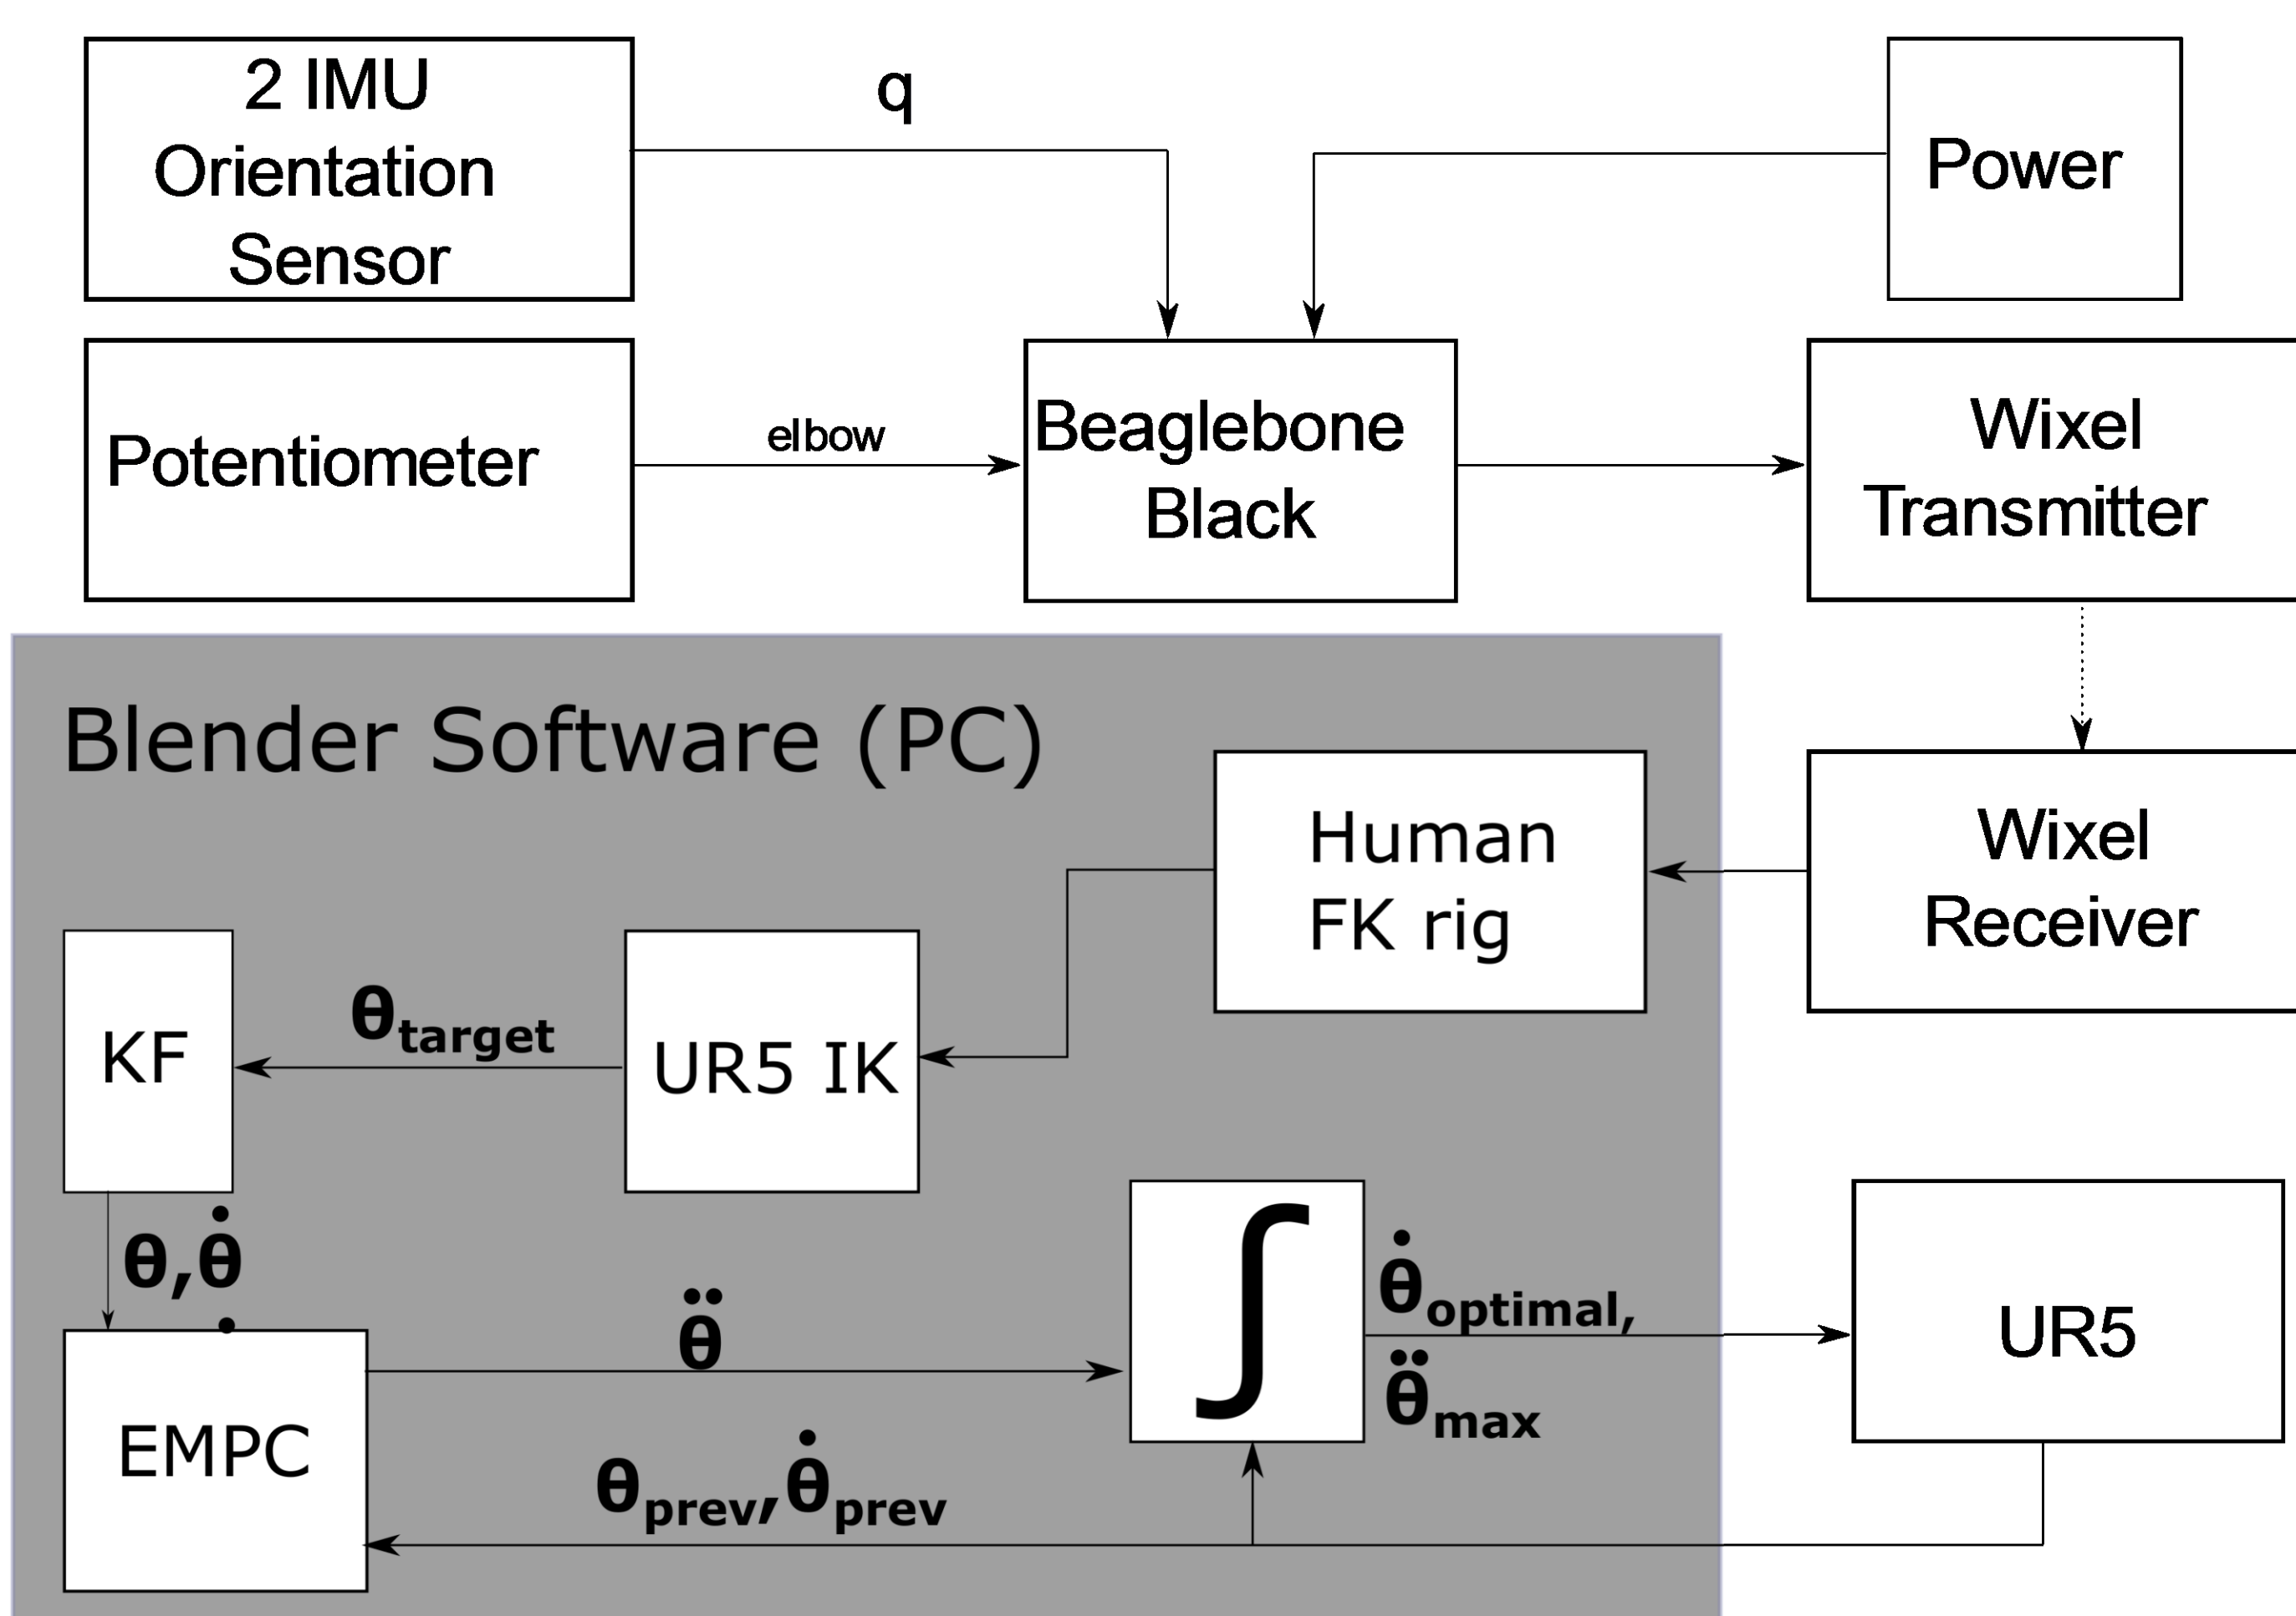 2 IMU
Orientation
Sensor
q
Power
Potentiometer
elbow
Beaglebone
Black
Wixel
Transmitter
Blender Software (PC)
Human
FK rig
Wixel
Receiver
KF
θtarget
UR5 IK
θ,θ̇
θ̈
∫
θ̇optimal,
θ̈max
UR5
EMPC
θprev,θ̇prev